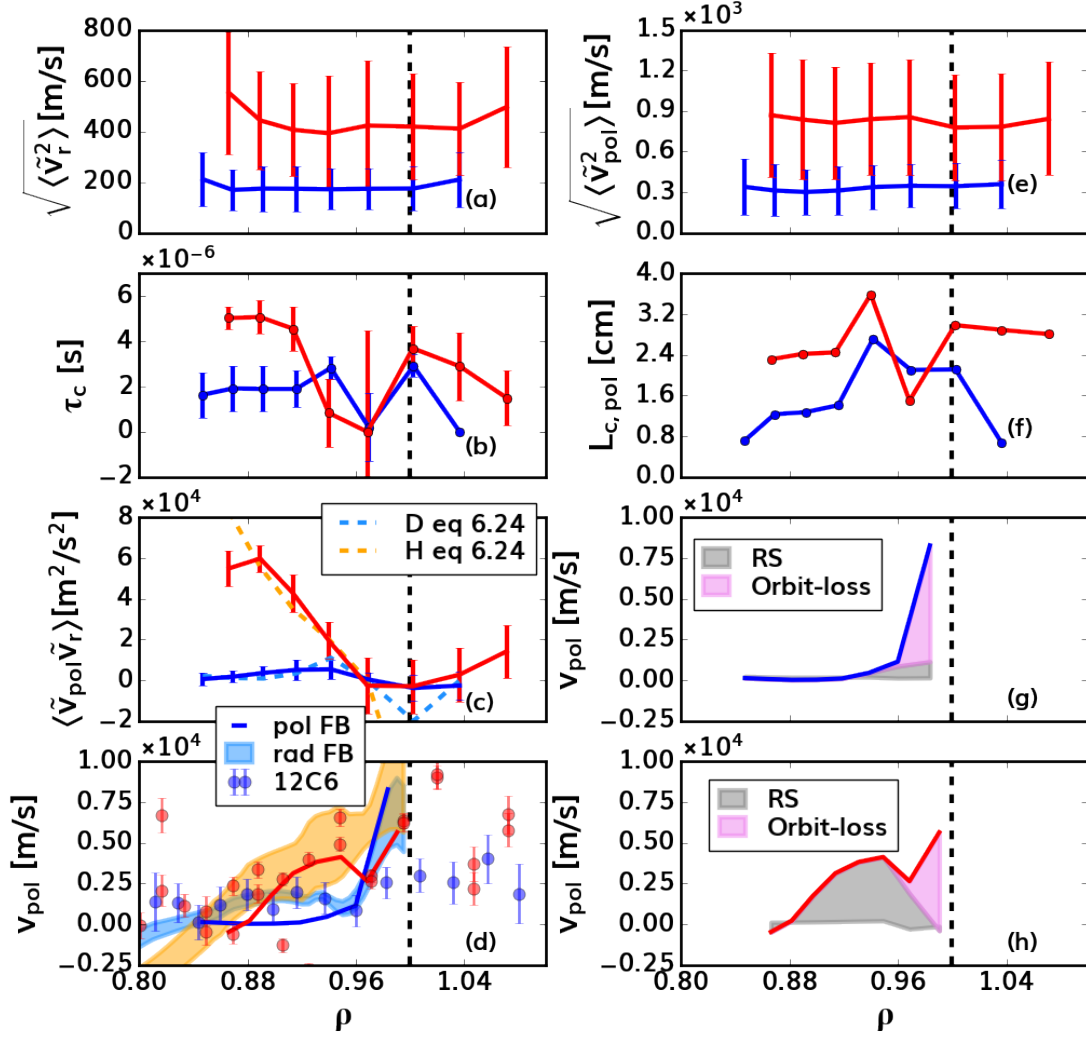 √⟨ṽ_r^2⟩ [m/s]
800
600
400
200
0
(a)
×10^3
√⟨ṽ_pol^2⟩ [m/s]
1.5
1.2
0.9
0.6
0.3
0.0
(e)
×10^−6
τ_c [s]
6
4
2
0
−2
(b)
L_c, pol [cm]
4.0
3.2
2.4
1.6
0.8
0.0
(f)
×10^4
⟨ṽ_pol ṽ_r⟩ [m^2/s^2]
8
6
4
2
0
−2
D eq 6.24
H eq 6.24
(c)
×10^4
v_pol [m/s]
1.00
0.75
0.50
0.25
0.00
−0.25
RS
Orbit-loss
(g)
×10^4
v_pol [m/s]
1.00
0.75
0.50
0.25
0.00
−0.25
pol FB
rad FB
12C6
(d)
0.80 0.88 0.96 1.04
ρ
×10^4
v_pol [m/s]
1.00
0.75
0.50
0.25
0.00
−0.25
RS
Orbit-loss
(h)
0.80 0.88 0.96 1.04
ρ